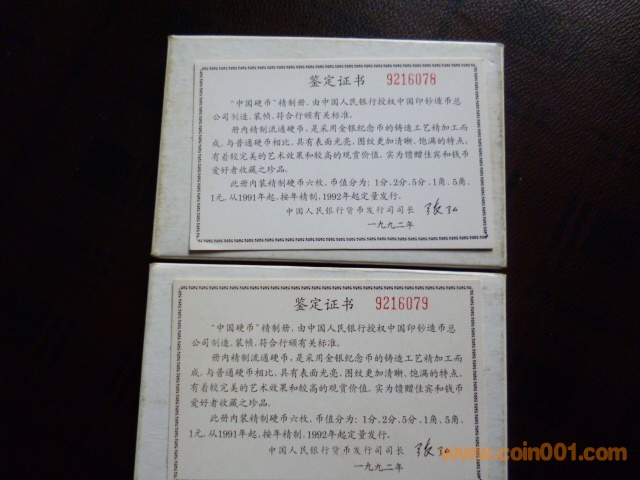 鉴定证书 9216078
“中国硬币”精制册，由中国人民银行授权中国印钞造币总
公司制造、装帧，符合行颁有关标准。
册内精制流通硬币，是采用金银纪念币的铸造工艺精加工而
成，与普通硬币相比，具有表面光亮，图纹更加清晰，饱满的特点，
有着较完美的艺术效果和较高的观赏价值，实为馈赠佳宾和钱币
爱好者收藏之珍品。
此册内装精制硬币六枚，币值分为：1分、2分、5分、1角、5角、
1元，从1991年起，按年精制，1992年起定量发行。
中国人民银行货币发行司司长
一九九二年
鉴定证书 9216079
“中国硬币”精制册，由中国人民银行授权中国印钞造币总
公司制造、装帧，符合行颁有关标准。
册内精制流通硬币，是采用金银纪念币的铸造工艺精加工而
成，与普通硬币相比，具有表面光亮，图纹更加清晰，饱满的特点，
有着较完美的艺术效果和较高的观赏价值，实为馈赠佳宾和钱币
爱好者收藏之珍品。
此册内装精制硬币六枚，币值分为：1分、2分、5分、1角、5角、
1元，从1991年起，按年精制，1992年起定量发行。
中国人民银行货币发行司司长
一九九二年
www.coin001.com